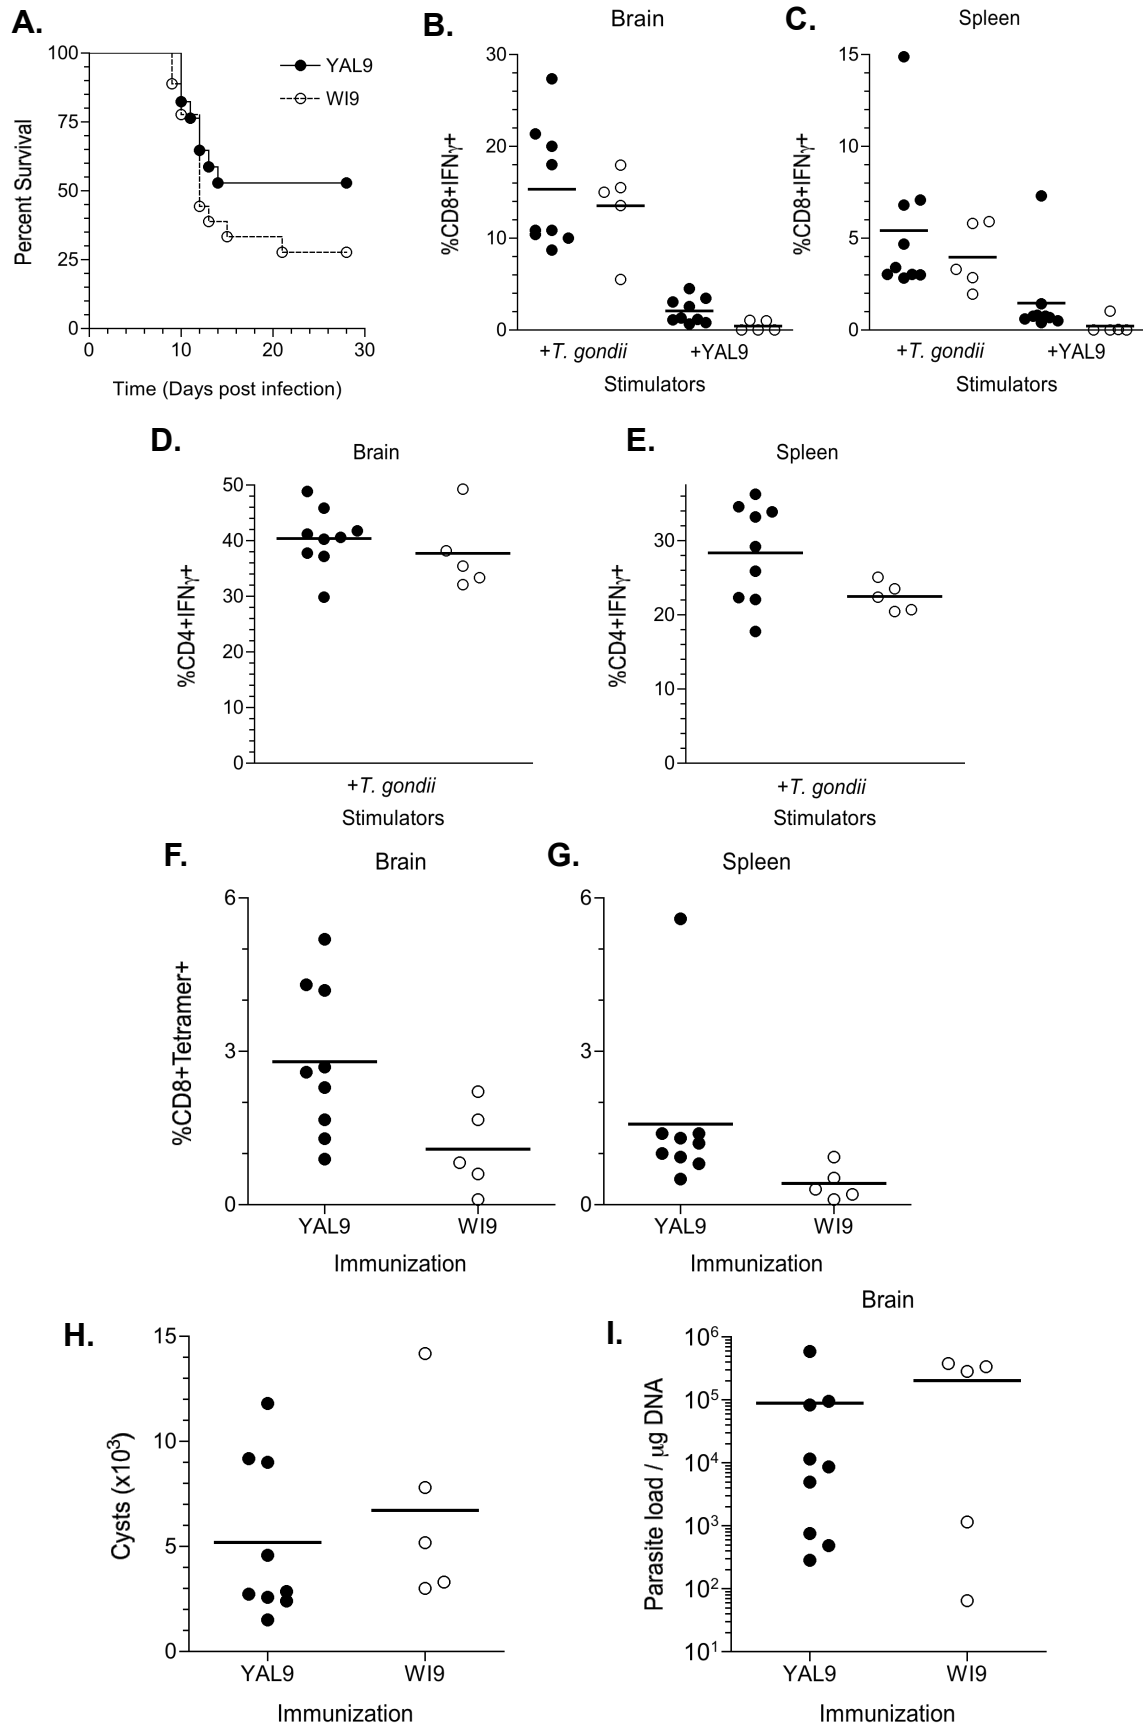 A.
100
75
50
25
0
0 10 20 30
Percent Survival
Time (Days post infection)
YAL9
WI9
B.
Brain
30
20
10
0
%CD8+IFNγ+
+T. gondii +YAL9
Stimulators
C.
Spleen
15
10
5
0
%CD8+IFNγ+
+T. gondii +YAL9
Stimulators
D.
Brain
50
40
30
20
10
0
%CD4+IFNγ+
+T. gondii
Stimulators
E.
Spleen
30
20
10
0
%CD4+IFNγ+
+T. gondii
Stimulators
F.
Brain
6
3
0
%CD8+Tetramer+
YAL9 WI9
Immunization
G.
Spleen
6
3
0
YAL9 WI9
Immunization
H.
15
10
5
0
Cysts (x10³)
YAL9 WI9
Immunization
I.
Brain
10⁶
10⁵
10⁴
10³
10²
10¹
Parasite load / µg DNA
YAL9 WI9
Immunization